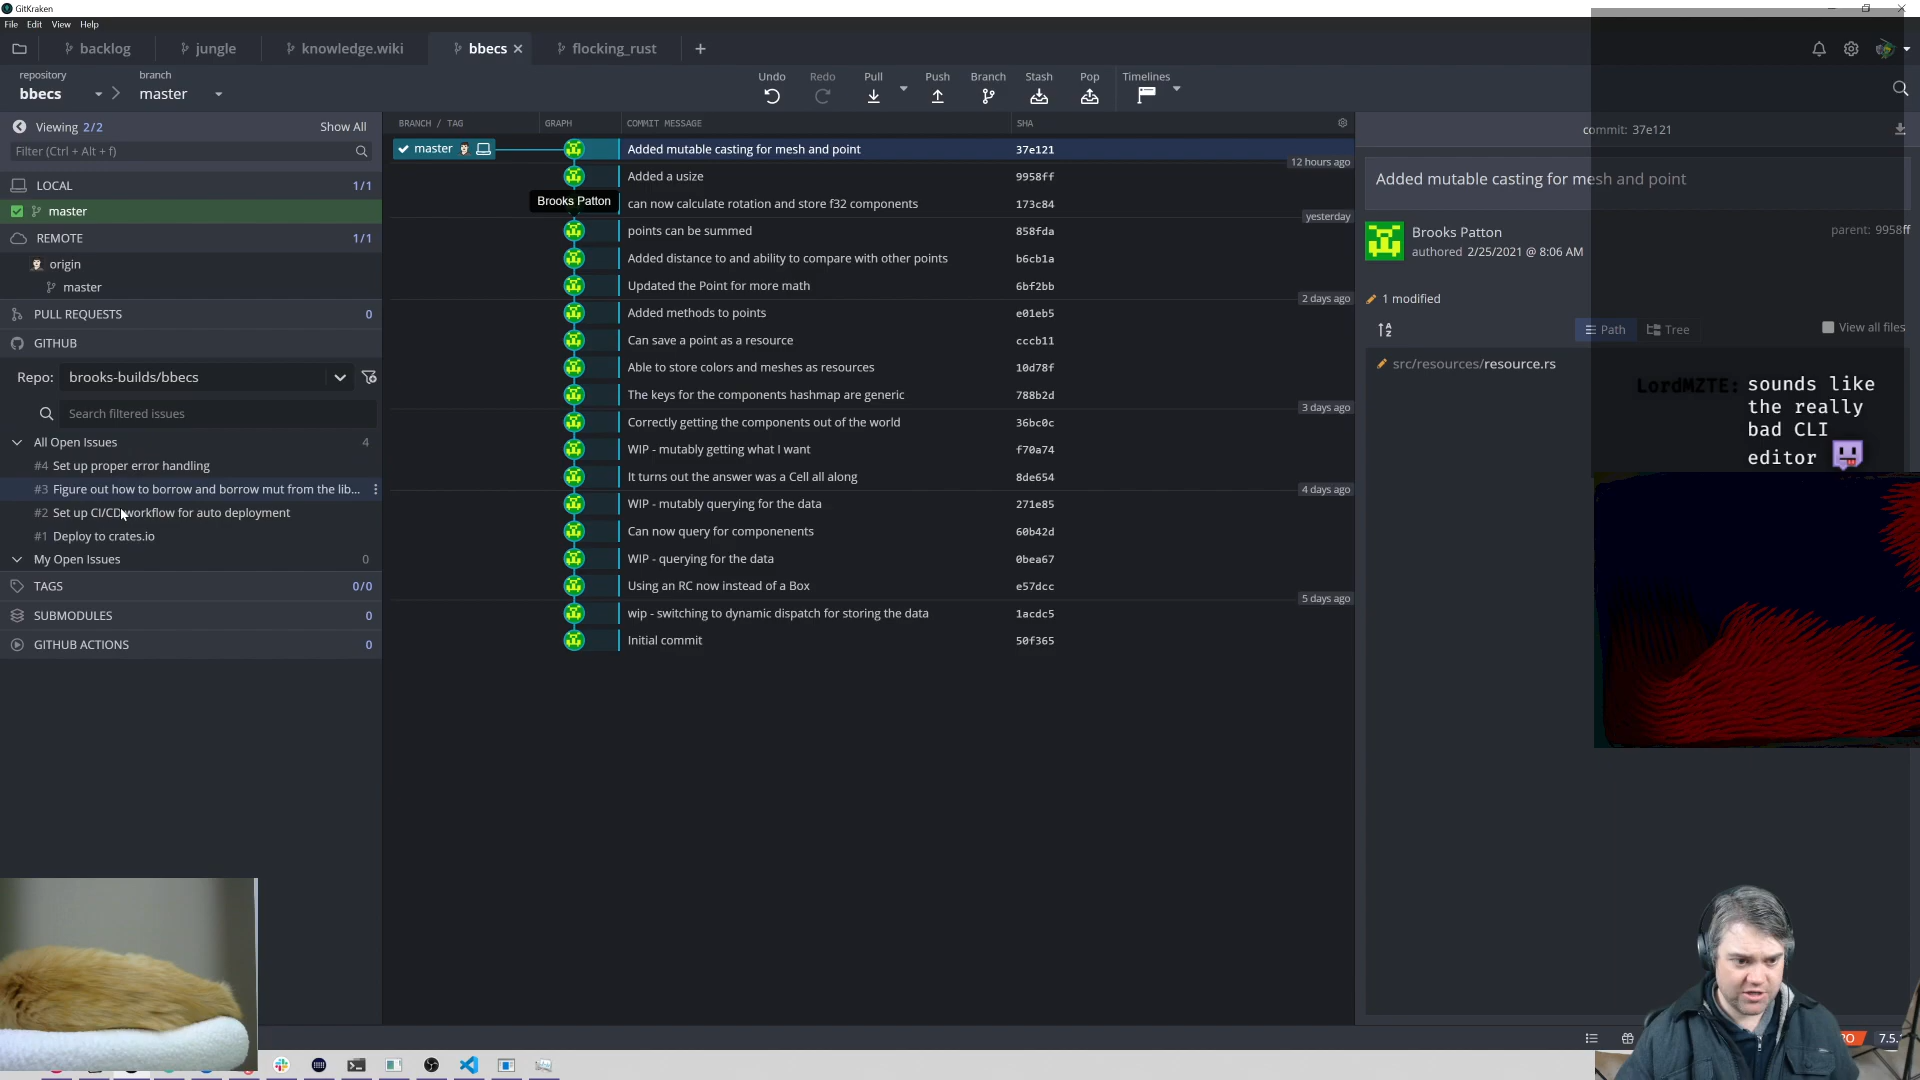 GitKraken
File Edit View Help
backlog
jungle
knowledge.wiki
bbecs
flocking_rust
repository
bbecs
branch
master
Undo
Redo
Pull
Push
Branch
Stash
Pop
Timelines
Viewing 2/2
Show All
Filter (Ctrl + Alt + f)
LOCAL 1/1
master
REMOTE 1/1
origin
master
PULL REQUESTS 0
GITHUB
Repo: brooks-builds/bbecs
Search filtered issues
All Open Issues 4
#4 Set up proper error handling
#3 Figure out how to borrow and borrow mut from the lib...
#2 Set up CI/CD workflow for auto deployment
#1 Deploy to crates.io
My Open Issues 0
TAGS 0/0
SUBMODULES 0
GITHUB ACTIONS 0
BRANCH / TAG GRAPH COMMIT MESSAGE SHA
master Added mutable casting for mesh and point 37e121
12 hours ago
Added a usize 9958ff
Brooks Patton
can now calculate rotation and store f32 components 173c84
yesterday
points can be summed 858fda
Added distance to and ability to compare with other points b6cb1a
Updated the Point for more math 6bf2bb
2 days ago
Added methods to points e01eb5
Can save a point as a resource cccb11
Able to store colors and meshes as resources 10d78f
The keys for the components hashmap are generic 788b2d
3 days ago
Correctly getting the components out of the world 36bc0c
WIP - mutably getting what I want f70a74
It turns out the answer was a Cell all along 8de654
4 days ago
WIP - mutably querying for the data 271e85
Can now query for componenents 60b42d
WIP - querying for the data 0bea67
Using an RC now instead of a Box e57dcc
5 days ago
wip - switching to dynamic dispatch for storing the data 1acdc5
Initial commit 50f365
commit: 37e121
Added mutable casting for mesh and point
Brooks Patton
authored 2/25/2021 @ 8:06 AM
parent: 9958ff
1 modified
Path
Tree
View all files
src/resources/resource.rs
LordMZTE: sounds like
the really
bad CLI
editor